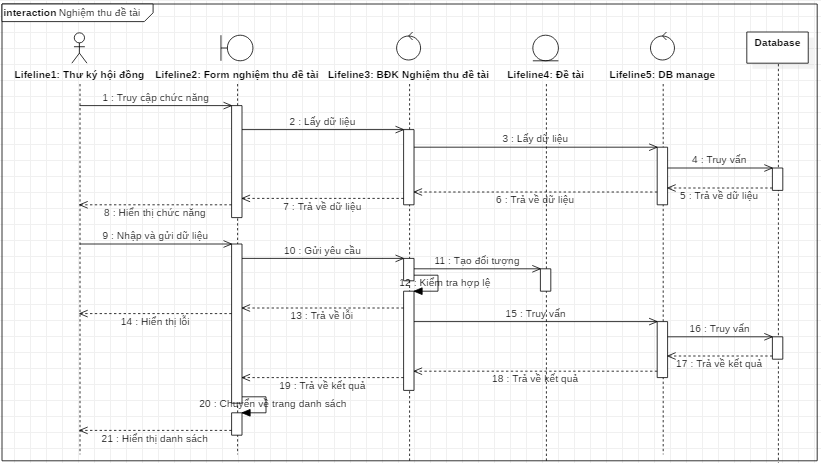 interaction Nghiệm thu đề tài
Database
Lifeline1: Thư ký hội đồng
Lifeline2: Form nghiệm thu đề tài
Lifeline3: BĐK Nghiệm thu đề tài
Lifeline4: Đề tài
Lifeline5: DB manage
1 : Truy cập chức năng
2 : Lấy dữ liệu
3 : Lấy dữ liệu
4 : Truy vấn
5 : Trả về dữ liệu
6 : Trả về dữ liệu
7 : Trả về dữ liệu
8 : Hiển thị chức năng
9 : Nhập và gửi dữ liệu
10 : Gửi yêu cầu
11 : Tạo đối tượng
12 : Kiểm tra hợp lệ
13 : Trả về lỗi
14 : Hiển thị lỗi
15 : Truy vấn
16 : Truy vấn
17 : Trả về kết quả
18 : Trả về kết quả
19 : Trả về kết quả
20 : Chuyển về trang danh sách
21 : Hiển thị danh sách